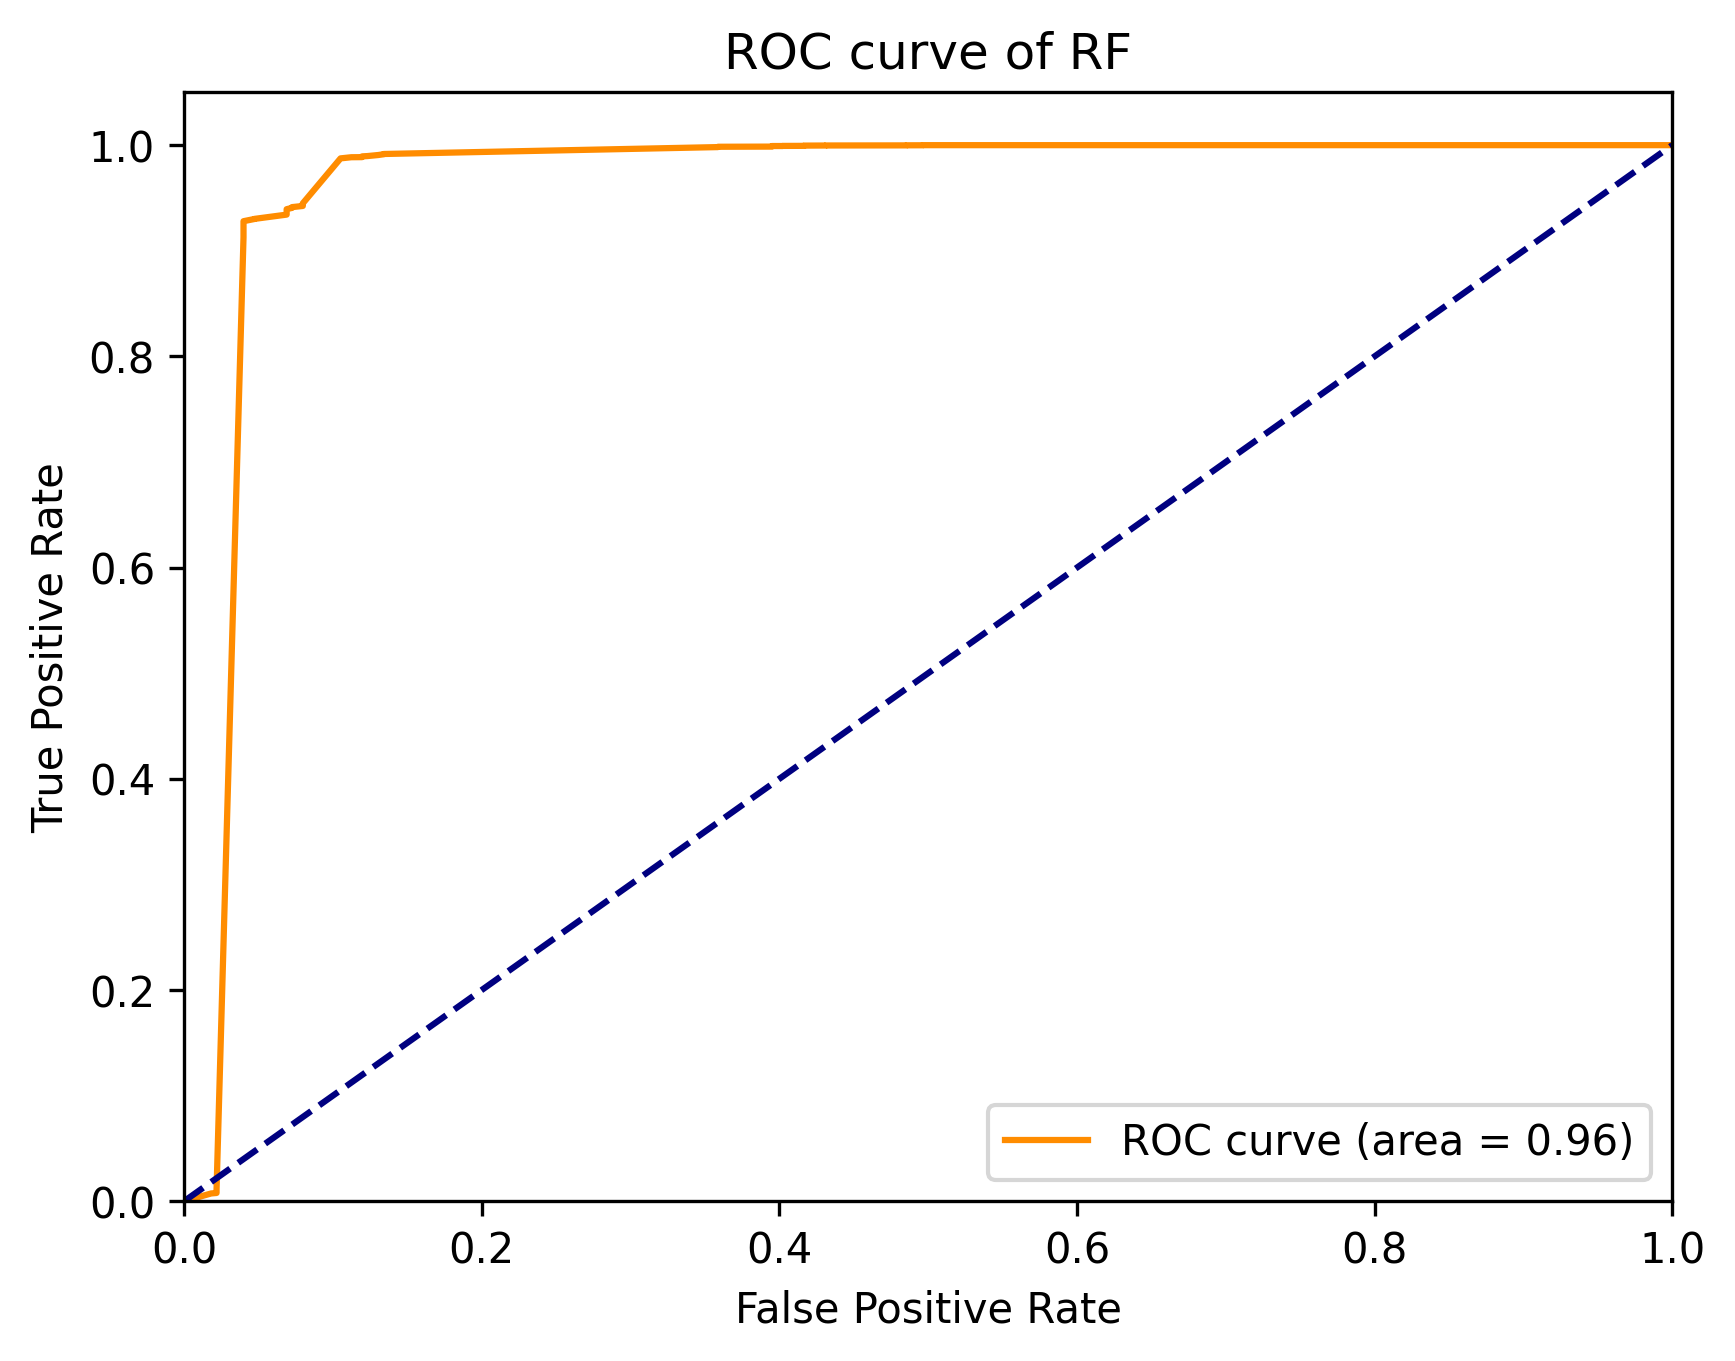 ROC curve of RF
True Positive Rate
1.0
0.8
0.6
0.4
0.2
0.0
ROC curve (area = 0.96)
0.0 0.2 0.4 0.6 0.8 1.0
False Positive Rate